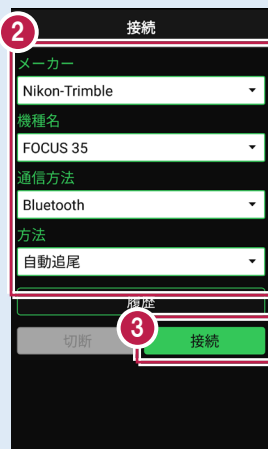 接続
2
メーカー
Nikon-Trimble
機種名
FOCUS 35
通信方法
Bluetooth
方法
自動追尾
履歴
3
切断
接続